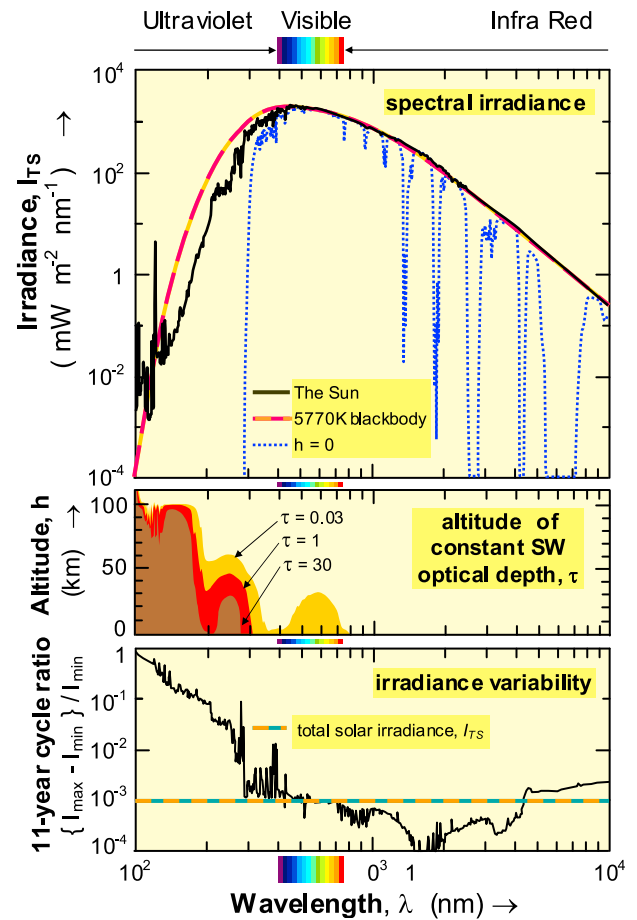 Ultraviolet Visible Infra Red
10⁴
10²
1
10⁻²
10⁻⁴
Irradiance, I_TS →
( mW m⁻² nm⁻¹ )
spectral irradiance
The Sun
5770K blackbody
h = 0
100
50
0
Altitude, h →
(km)
τ = 0.03
τ = 1
τ = 30
altitude of
constant SW
optical depth, τ
1
10⁻¹
10⁻³
10⁻⁴
11-year cycle ratio
{ I_max - I_min } / I_min
irradiance variability
total solar irradiance, I_TS
10² 0³ 10⁴
Wavelength, λ (nm) →